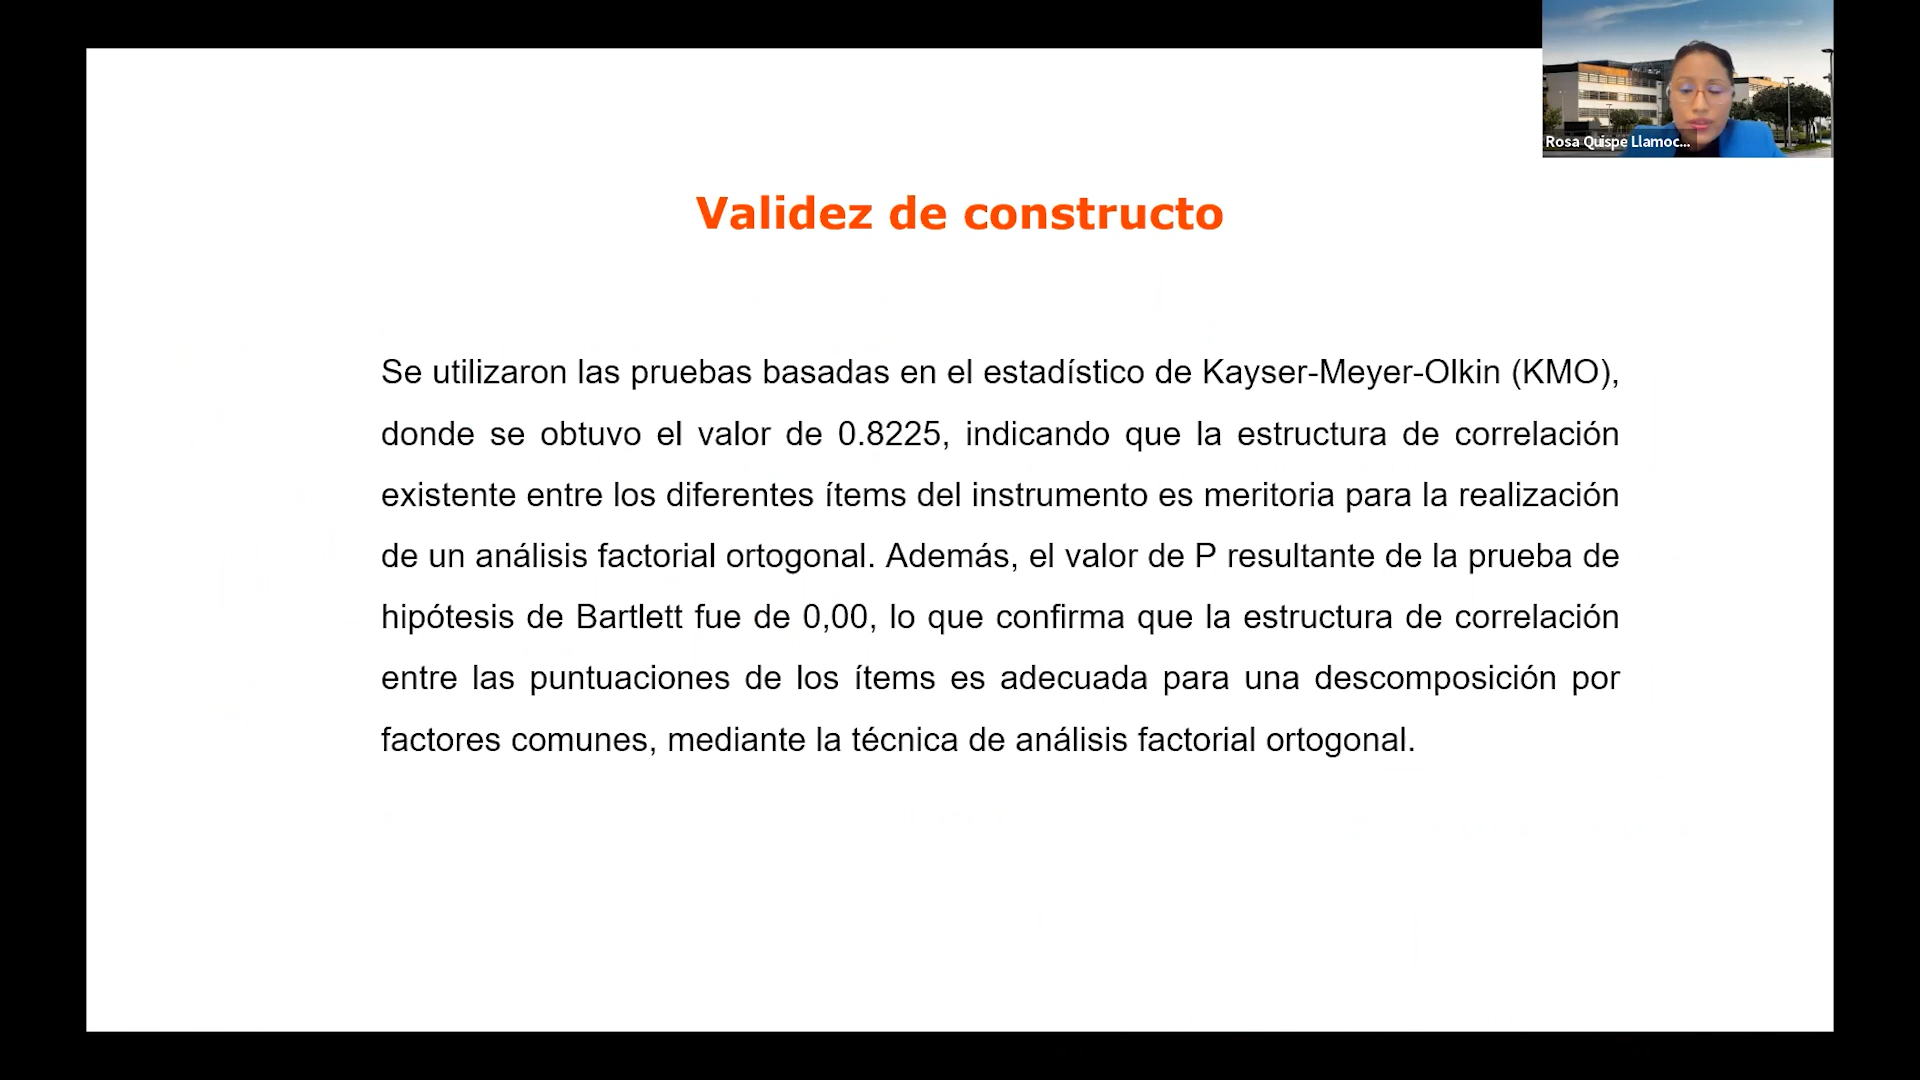 Rosa Quispe Llamoc...
Validez de constructo
Se utilizaron las pruebas basadas en el estadístico de Kayser-Meyer-Olkin (KMO),
donde se obtuvo el valor de 0.8225, indicando que la estructura de correlación
existente entre los diferentes ítems del instrumento es meritoria para la realización
de un análisis factorial ortogonal. Además, el valor de P resultante de la prueba de
hipótesis de Bartlett fue de 0,00, lo que confirma que la estructura de correlación
entre las puntuaciones de los ítems es adecuada para una descomposición por
factores comunes, mediante la técnica de análisis factorial ortogonal.